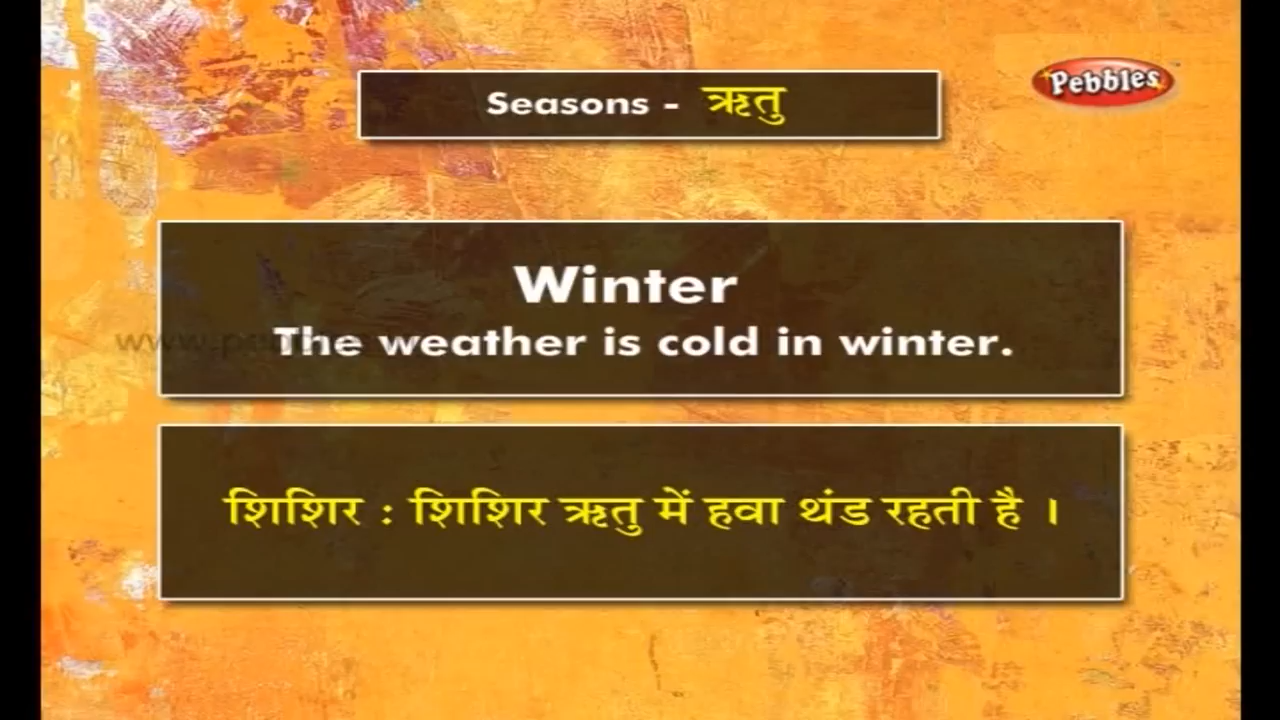 Seasons - ऋतु
Pebbles
Winter
The weather is cold in winter.
शिशिर : शिशिर ऋतु में हवा थंड रहती है ।